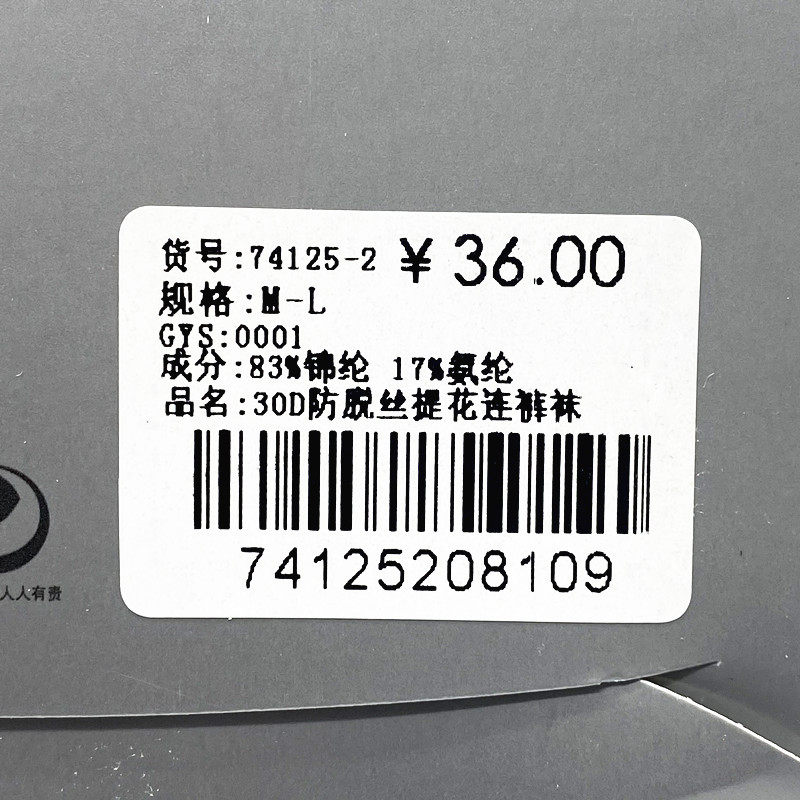 货号:74125-2 ¥36.00
规格:M-L
GYS:0001
成分:83%锦纶 17%氨纶
品名:30D防脱丝提花连裤袜
74125208109
人人有责